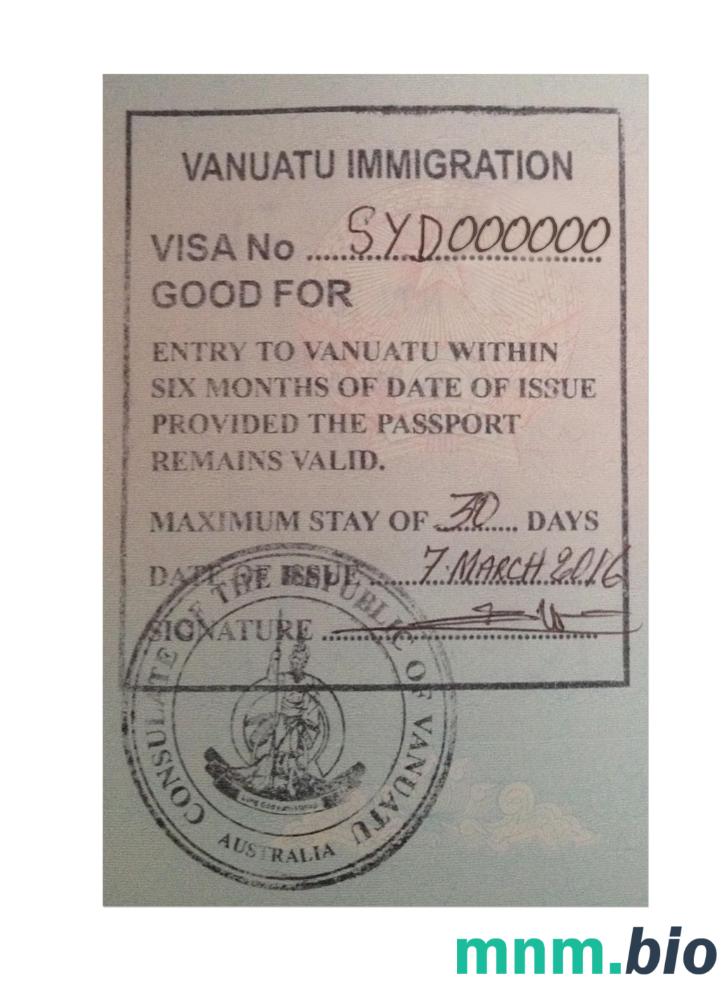 VANUATU IMMIGRATION
VISA No ........ SYD000000
GOOD FOR
ENTRY TO VANUATU WITHIN
SIX MONTHS OF DATE OF ISSUE
PROVIDED THE PASSPORT
REMAINS VALID.
MAXIMUM STAY OF 30 DAYS
DATE OF ISSUE ..... 7 MARCH 2016
SIGNATURE
CONSULATE OF THE REPUBLIC OF VANUATU
AUSTRALIA
mnm.bio